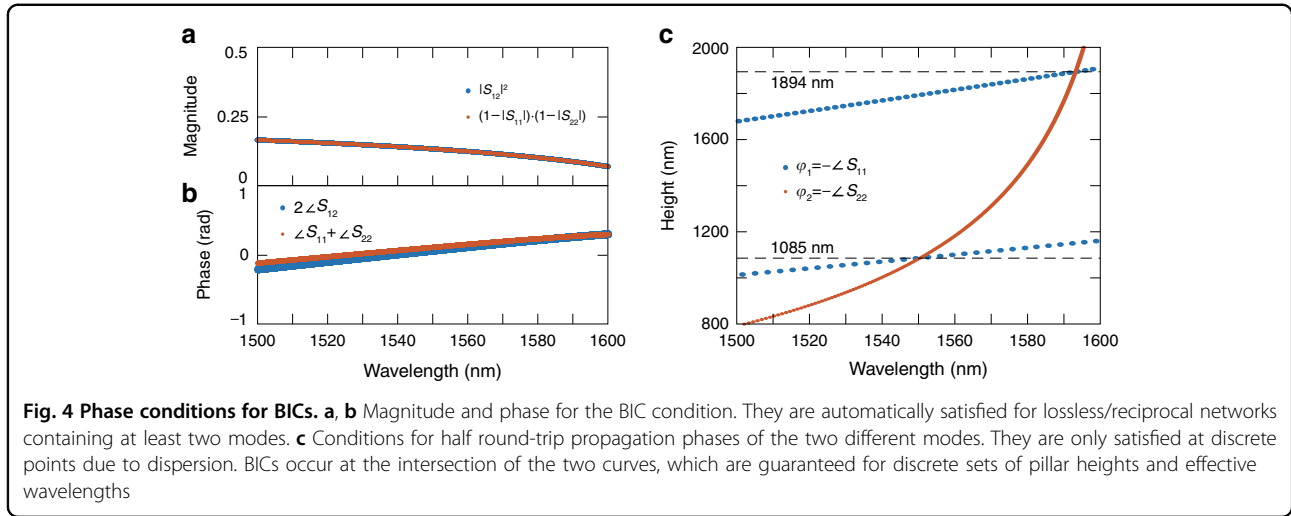 a
0.5
0.25
0
Magnitude
|S₁₂|²
(1−|S₁₁|)·(1−|S₂₂|)
b
1
0
−1
Phase (rad)
2∠S₁₂
∠S₁₁+∠S₂₂
1500 1520 1540 1560 1580 1600
Wavelength (nm)
c
2000
1600
1200
800
Height (nm)
1894 nm
φ₁=−∠S₁₁
φ₂=−∠S₂₂
1085 nm
1500 1520 1540 1560 1580 1600
Wavelength (nm)
Fig. 4 Phase conditions for BICs. a, b Magnitude and phase for the BIC condition. They are automatically satisfied for lossless/reciprocal networks
containing at least two modes. c Conditions for half round-trip propagation phases of the two different modes. They are only satisfied at discrete
points due to dispersion. BICs occur at the intersection of the two curves, which are guaranteed for discrete sets of pillar heights and effective
wavelengths